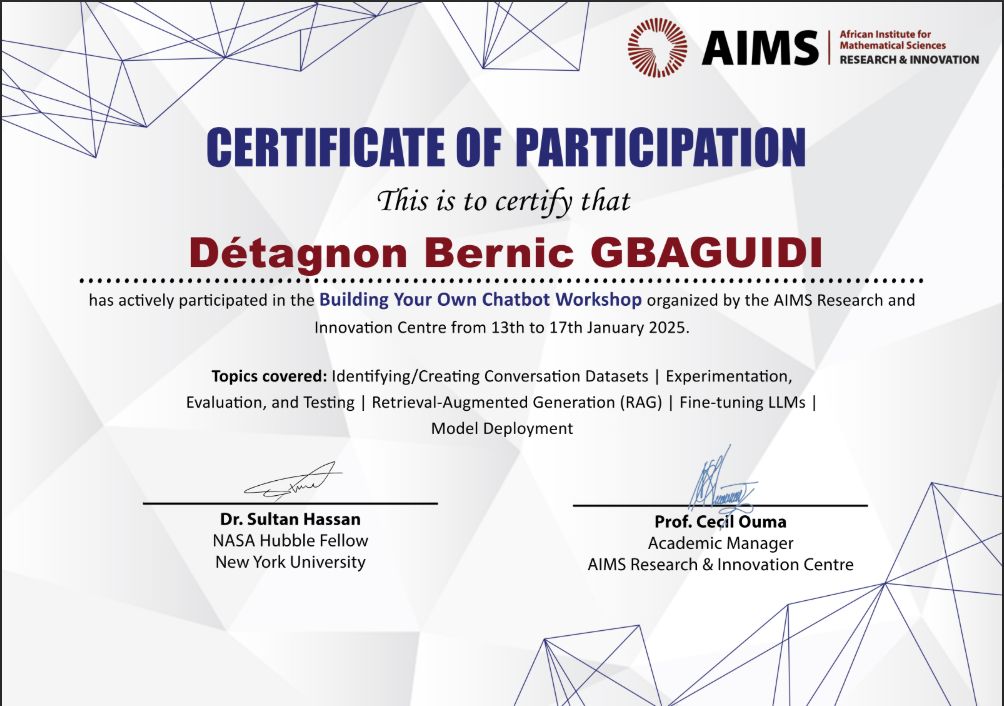 AIMS
African Institute for
Mathematical Sciences
RESEARCH & INNOVATION
CERTIFICATE OF PARTICIPATION
This is to certify that
Détagnon Bernic GBAGUIDI
has actively participated in the Building Your Own Chatbot Workshop organized by the AIMS Research and
Innovation Centre from 13th to 17th January 2025.
Topics covered: Identifying/Creating Conversation Datasets | Experimentation,
Evaluation, and Testing | Retrieval-Augmented Generation (RAG) | Fine-tuning LLMs |
Model Deployment
Dr. Sultan Hassan
NASA Hubble Fellow
New York University
Prof. Cecil Ouma
Academic Manager
AIMS Research & Innovation Centre